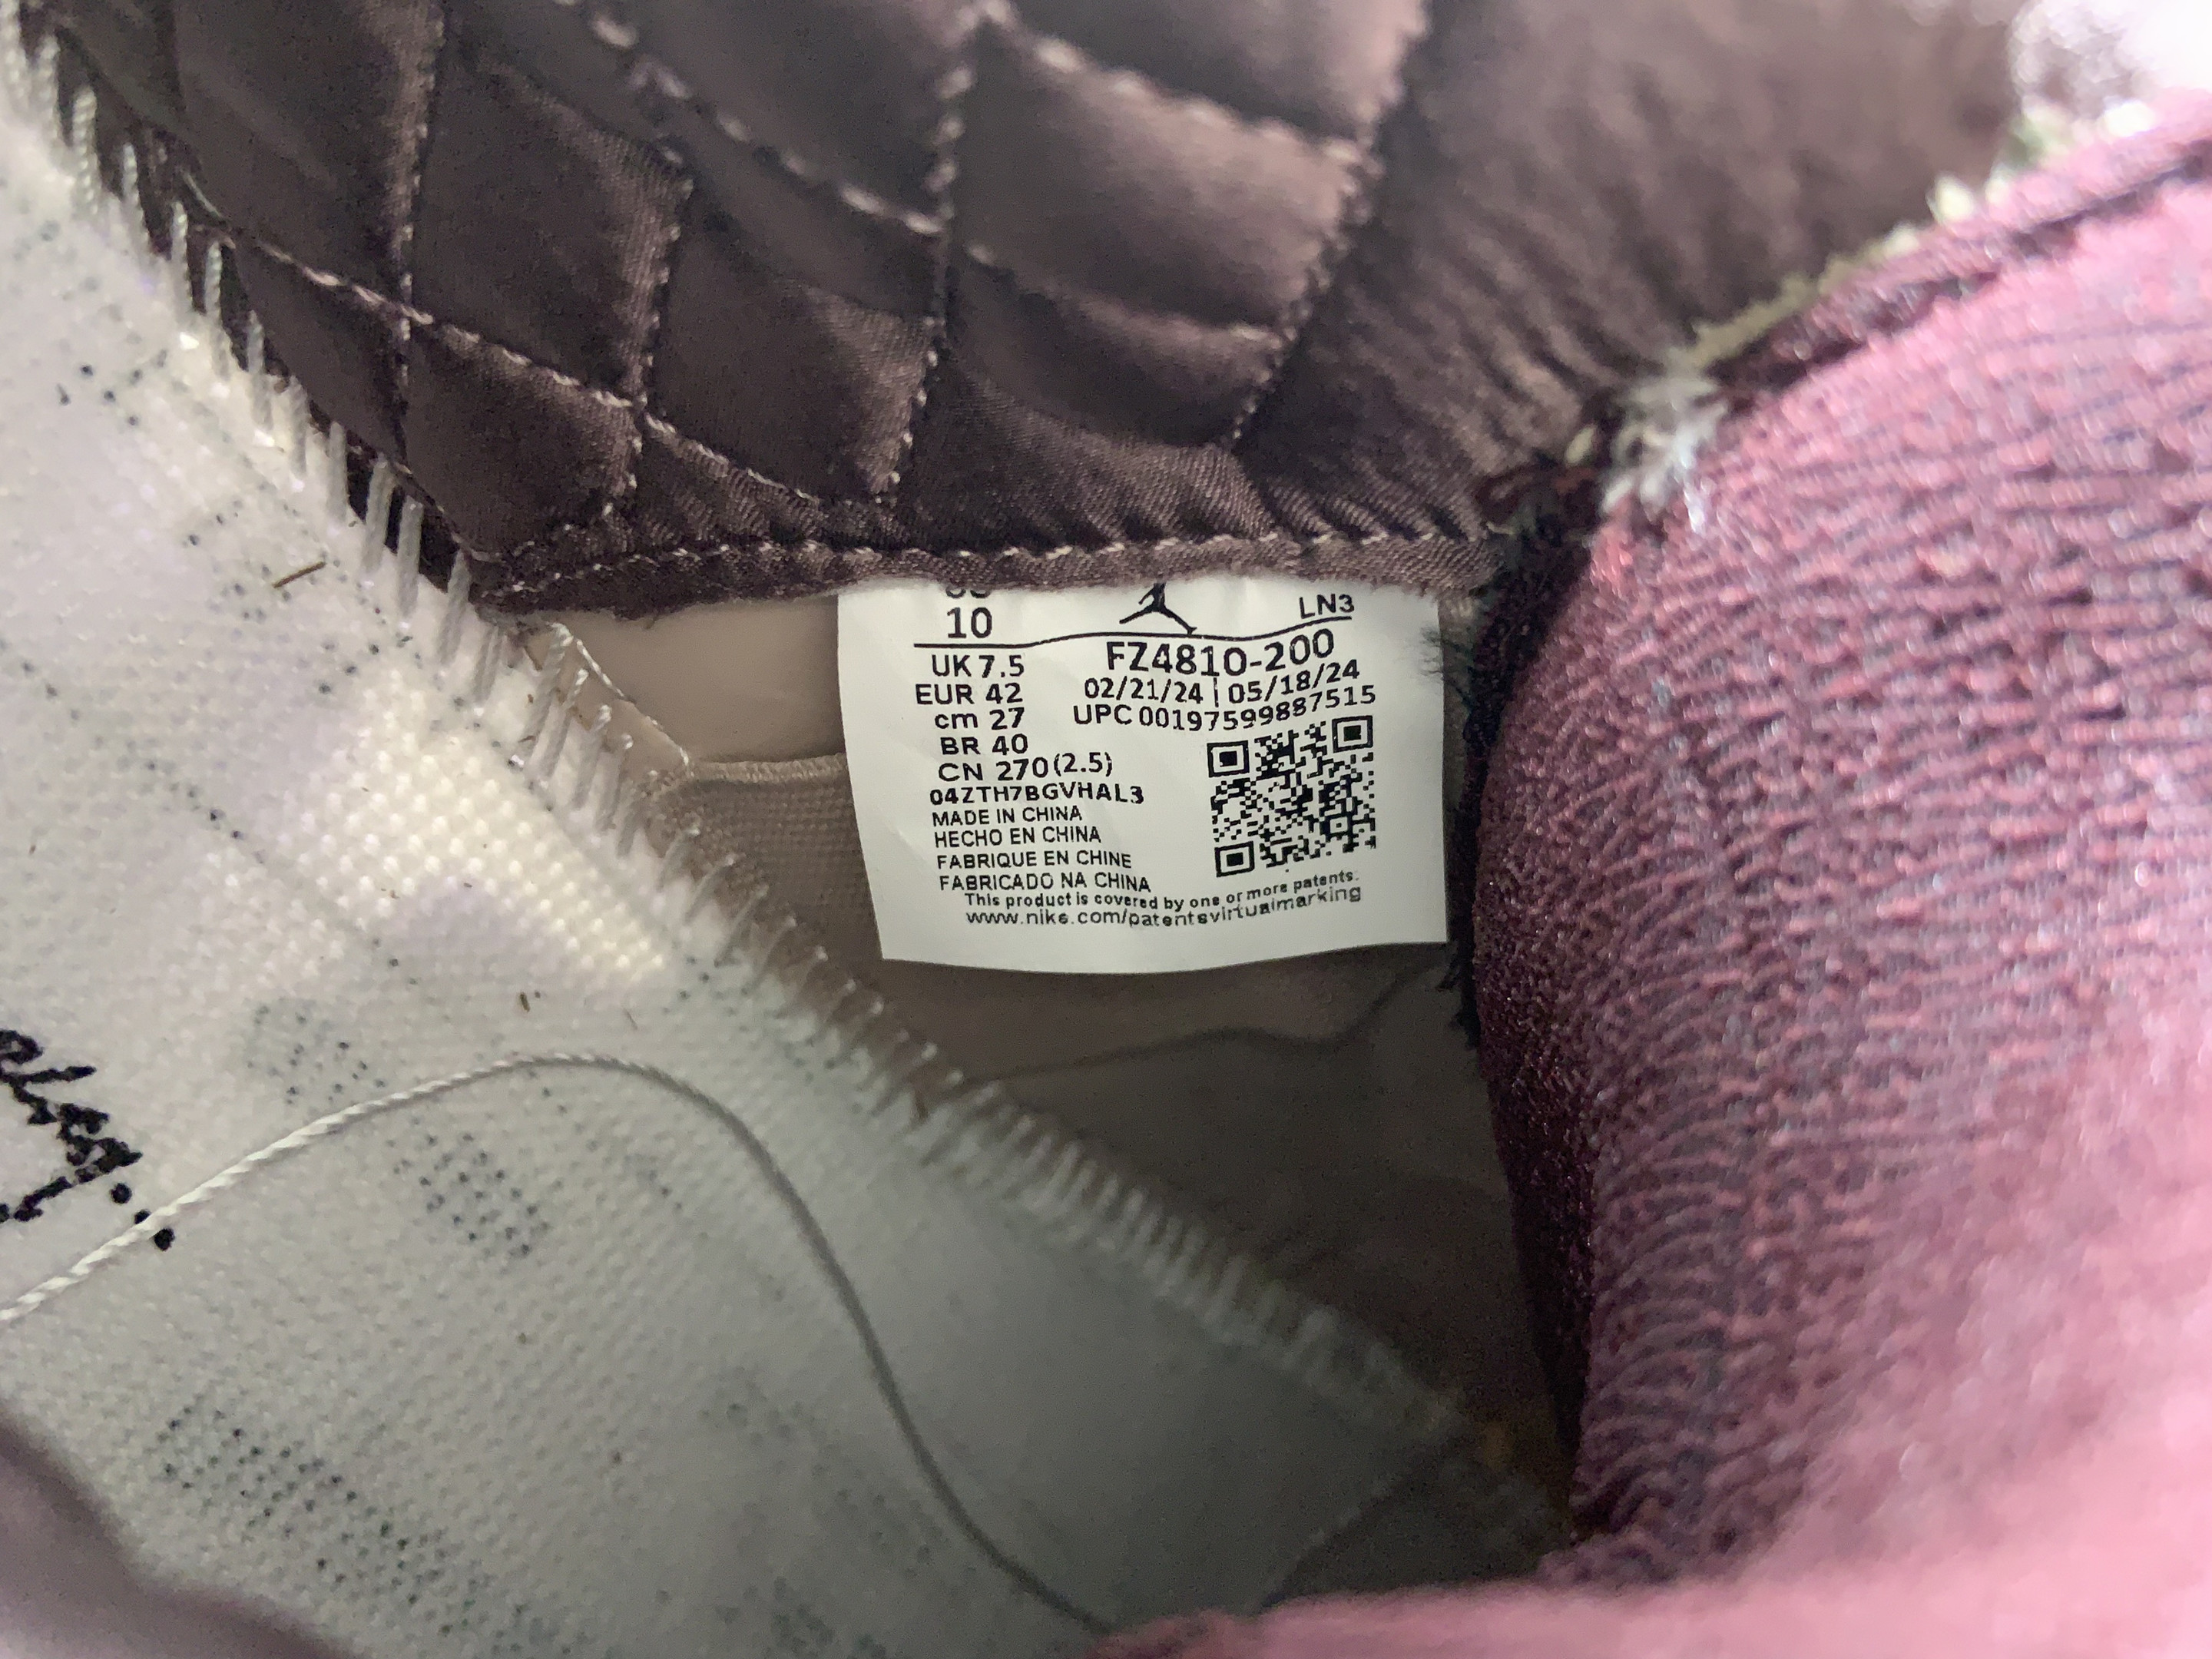 10
LN3
UK 7.5
FZ4810-200
EUR 42
02/21/24 | 05/18/24
cm 27
UPC 00197599887515
BR 40
CN 270(2.5)
04ZTH7BGVHAL3
MADE IN CHINA
HECHO EN CHINA
FABRIQUE EN CHINE
FABRICADO NA CHINA
This product is covered by one or more patents.
www.nike.com/patentsvirtualmarking